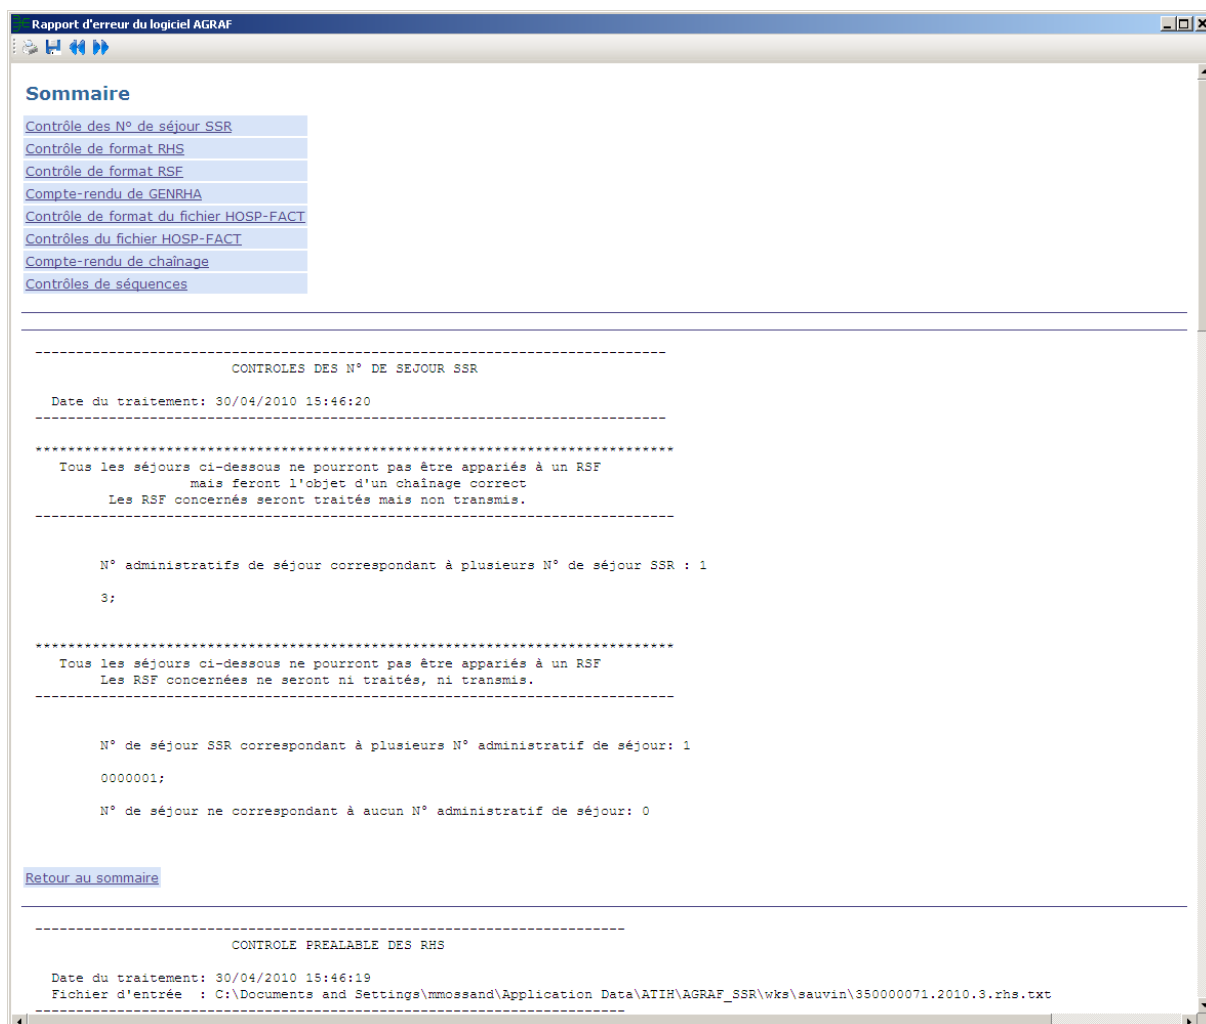 Rapport d'erreur du logiciel AGRAF
Sommaire
Contrôle des N° de séjour SSR
Contrôle de format RHS
Contrôle de format RSF
Compte-rendu de GENRHA
Contrôle de format du fichier HOSP-FACT
Contrôles du fichier HOSP-FACT
Compte-rendu de chaînage
Contrôles de séquences
-----------------------------------------------------------------------------
CONTROLES DES N° DE SEJOUR SSR
Date du traitement: 30/04/2010 15:46:20
-----------------------------------------------------------------------------
******************************************************************************
Tous les séjours ci-dessous ne pourront pas être appariés à un RSF
mais feront l'objet d'un chaînage correct
Les RSF concernés seront traités mais non transmis.
------------------------------------------------------------------------------
N° administratifs de séjour correspondant à plusieurs N° de séjour SSR : 1
3;
******************************************************************************
Tous les séjours ci-dessous ne pourront pas être appariés à un RSF
Les RSF concernées ne seront ni traités, ni transmis.
------------------------------------------------------------------------------
N° de séjour SSR correspondant à plusieurs N° administratif de séjour: 1
0000001;
N° de séjour ne correspondant à aucun N° administratif de séjour: 0
Retour au sommaire
------------------------------------------------------------------------
CONTROLE PREALABLE DES RHS
Date du traitement: 30/04/2010 15:46:19
Fichier d'entrée  : C:\Documents and Settings\mmossand\Application Data\ATIH\AGRAF_SSR\wks\sauvin\350000071.2010.3.rhs.txt
------------------------------------------------------------------------